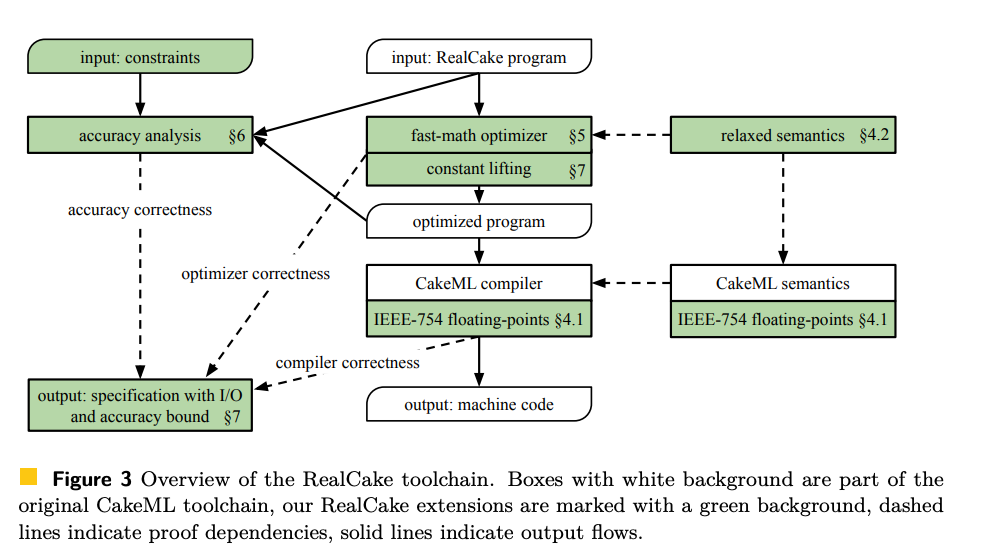 input: constraints
input: RealCake program
accuracy analysis §6
fast-math optimizer §5
relaxed semantics §4.2
constant lifting §7
accuracy correctness
optimized program
optimizer correctness
CakeML compiler
CakeML semantics
IEEE-754 floating-points §4.1
IEEE-754 floating-points §4.1
compiler correctness
output: specification with I/O
and accuracy bound §7
output: machine code
Figure 3 Overview of the RealCake toolchain. Boxes with white background are part of the
original CakeML toolchain, our RealCake extensions are marked with a green background, dashed
lines indicate proof dependencies, solid lines indicate output flows.